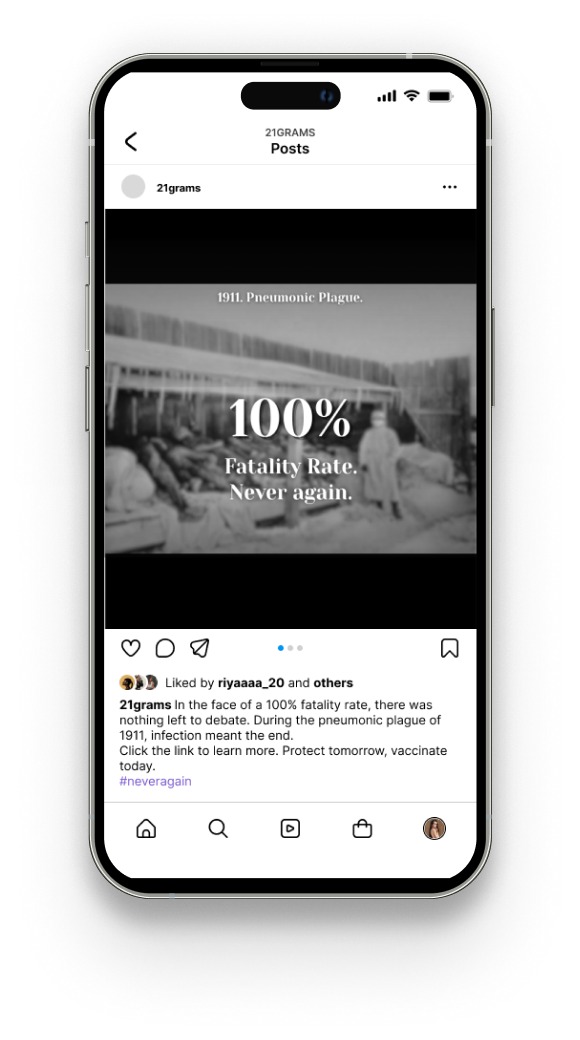 21GRAMS
Posts
21grams
1911. Pneumonic Plague.
100%
Fatality Rate.
Never again.
Liked by riyaaaa_20 and others
21grams In the face of a 100% fatality rate, there was
nothing left to debate. During the pneumonic plague of
1911, infection meant the end.
Click the link to learn more. Protect tomorrow, vaccinate
today.
#neveragain